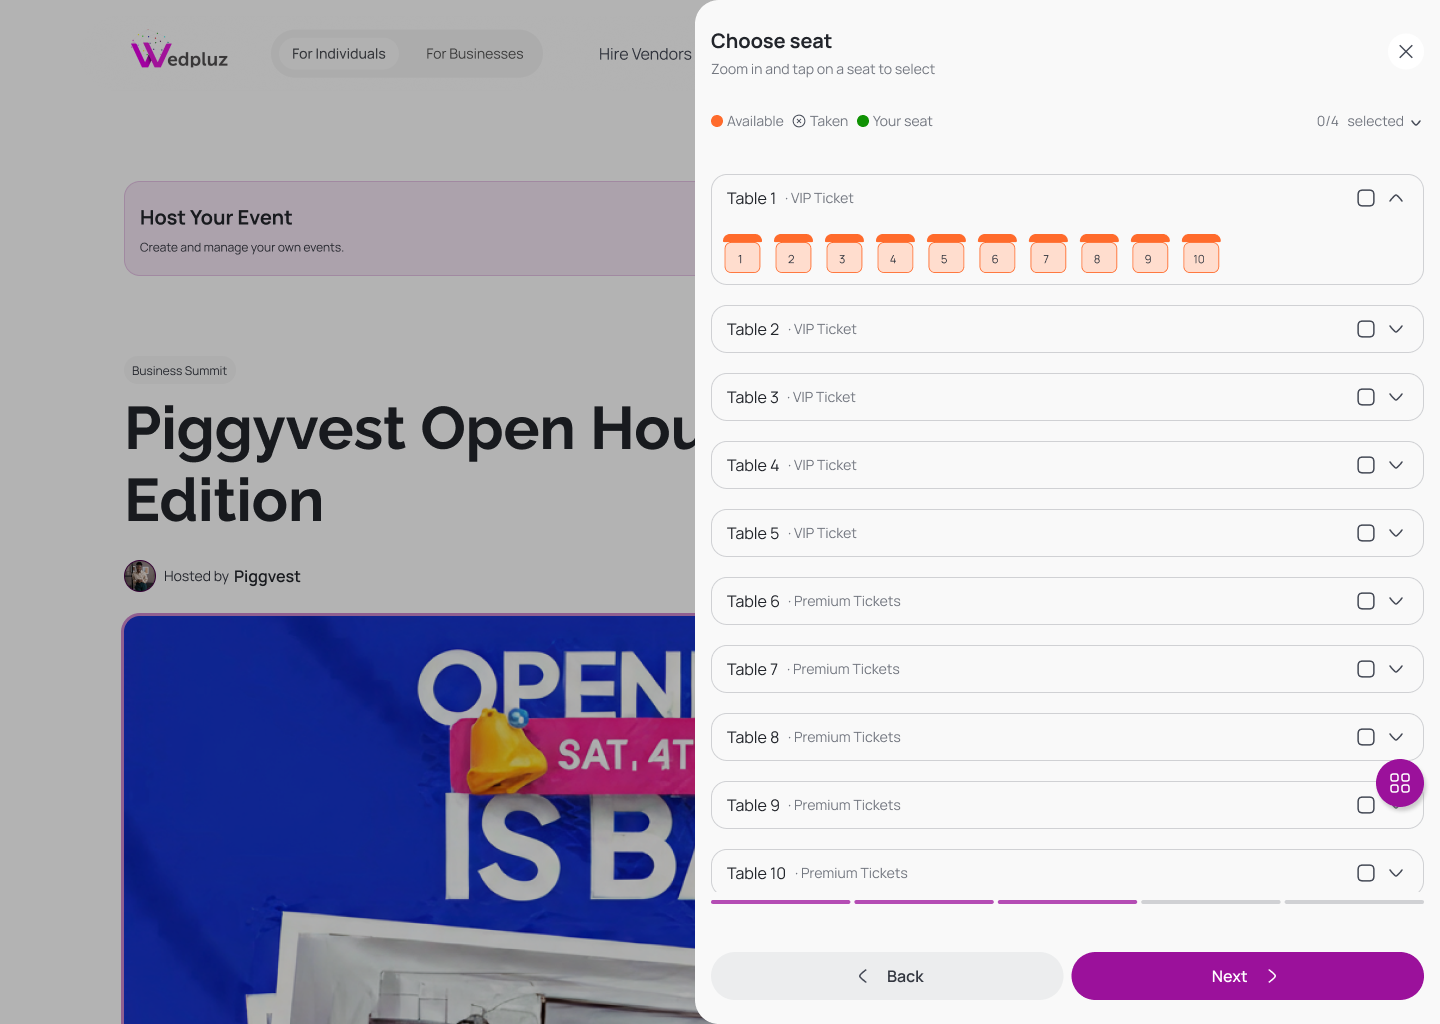 Wedpluz
For Individuals
For Businesses
Hire Vendors
Host Your Event
Create and manage your own events.
Business Summit
Piggyvest Open Hou
Edition
Hosted by Piggvest
OPEN
SAT, 4T
IS BA
Choose seat
Zoom in and tap on a seat to select
Available
Taken
Your seat
0/4 selected
Table 1 · VIP Ticket
1 2 3 4 5 6 7 8 9 10
Table 2 · VIP Ticket
Table 3 · VIP Ticket
Table 4 · VIP Ticket
Table 5 · VIP Ticket
Table 6 · Premium Tickets
Table 7 · Premium Tickets
Table 8 · Premium Tickets
Table 9 · Premium Tickets
Table 10 · Premium Tickets
Back
Next